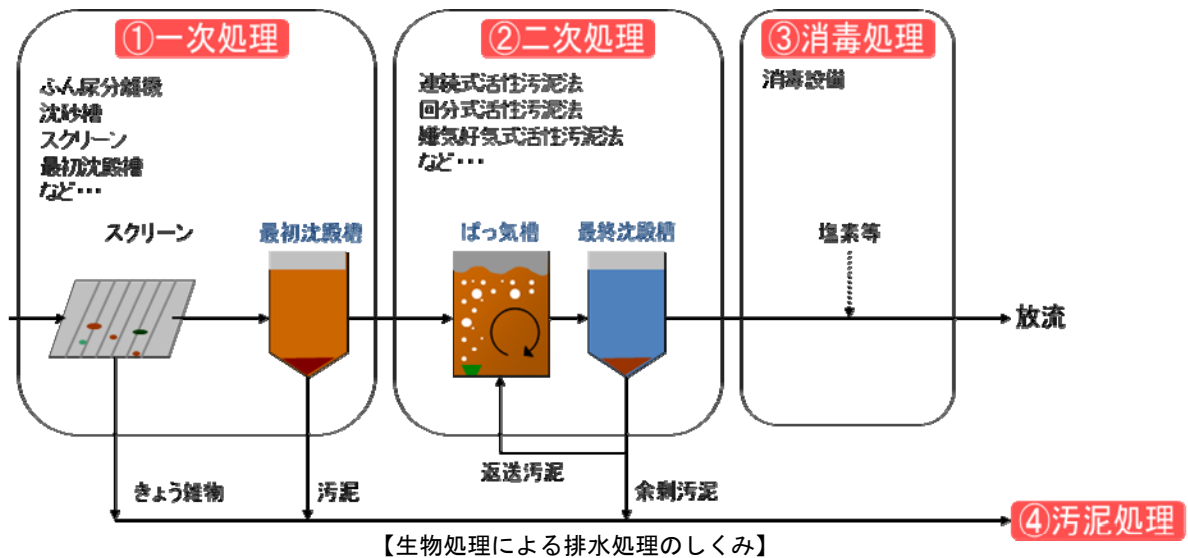 ①一次処理
ふん尿分離機
沈砂槽
スクリーン
最初沈殿槽
など・・・
スクリーン
最初沈殿槽
きょう雑物
汚泥
②二次処理
連続式活性汚泥法
回分式活性汚泥法
嫌気好気式活性汚泥法
など・・・
ばっ気槽
最終沈殿槽
返送汚泥
余剰汚泥
③消毒処理
消毒設備
塩素等
放流
④汚泥処理
【生物処理による排水処理のしくみ】